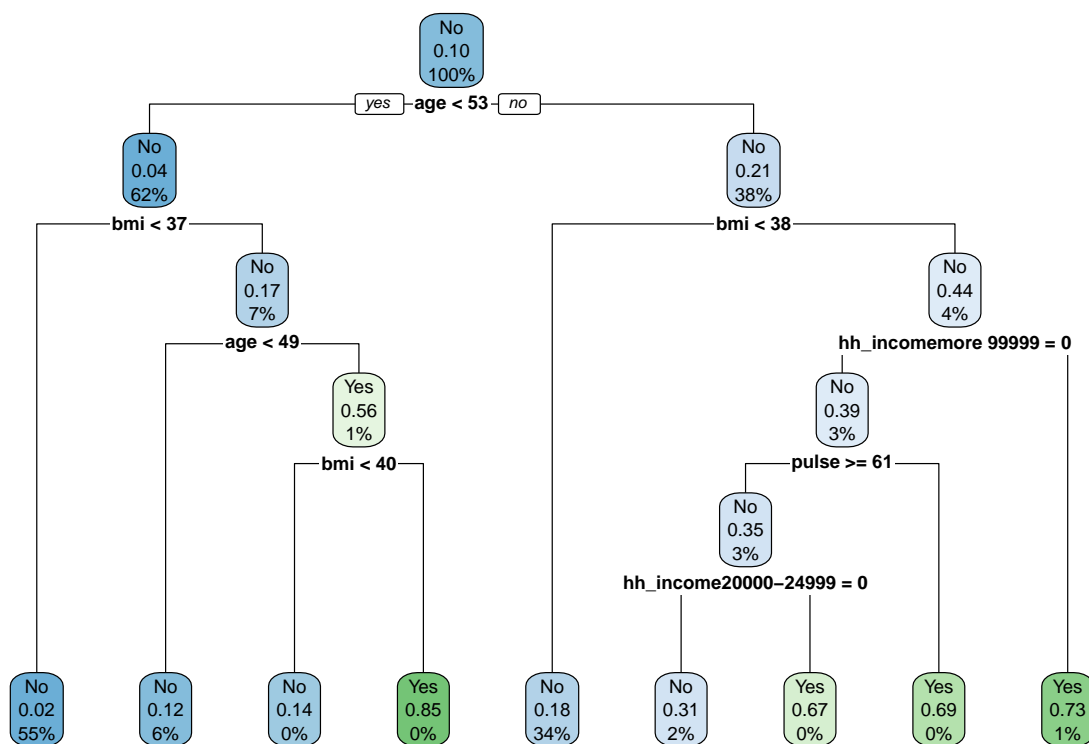 No
0.10
100%
yes age < 53 no
No
0.04
62%
No
0.21
38%
bmi < 37
bmi < 38
No
0.17
7%
No
0.44
4%
age < 49
hh_incomemore 99999 = 0
Yes
0.56
1%
No
0.39
3%
bmi < 40
pulse >= 61
No
0.35
3%
hh_income20000−24999 = 0
No
0.02
55%
No
0.12
6%
No
0.14
0%
Yes
0.85
0%
No
0.18
34%
No
0.31
2%
Yes
0.67
0%
Yes
0.69
0%
Yes
0.73
1%